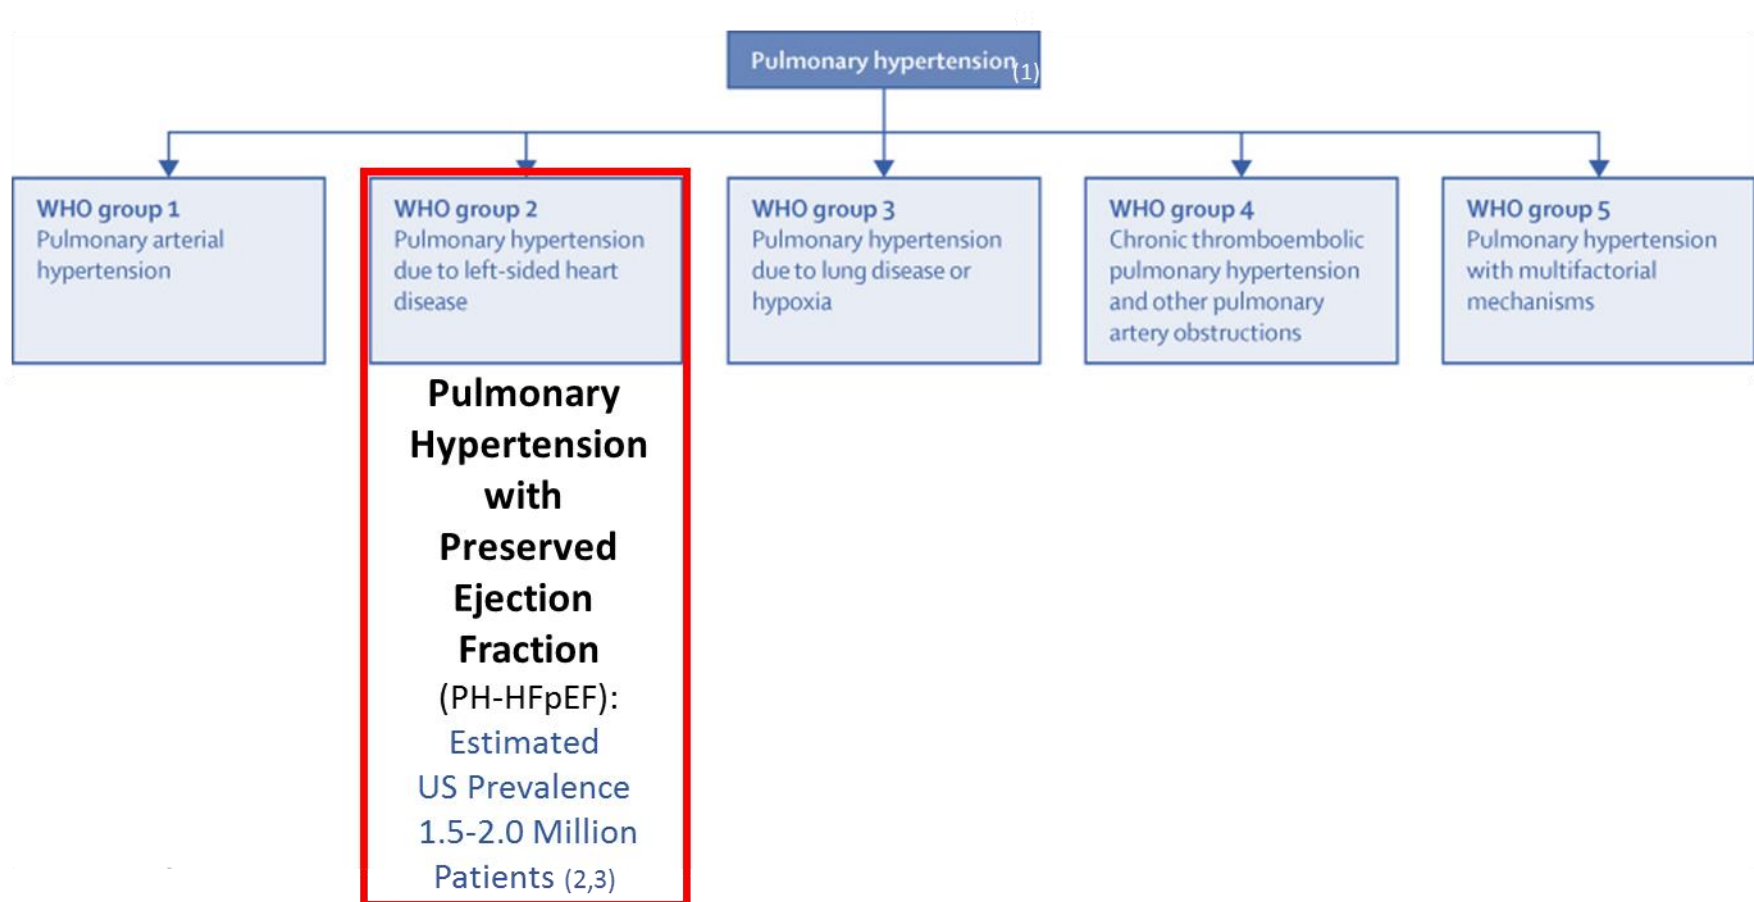 Pulmonary hypertension(1)
WHO group 1
Pulmonary arterial
hypertension
WHO group 2
Pulmonary hypertension
due to left-sided heart
disease
Pulmonary
Hypertension
with
Preserved
Ejection
Fraction
(PH-HFpEF):
Estimated
US Prevalence
1.5-2.0 Million
Patients (2,3)
WHO group 3
Pulmonary hypertension
due to lung disease or
hypoxia
WHO group 4
Chronic thromboembolic
pulmonary hypertension
and other pulmonary
artery obstructions
WHO group 5
Pulmonary hypertension
with multifactorial
mechanisms